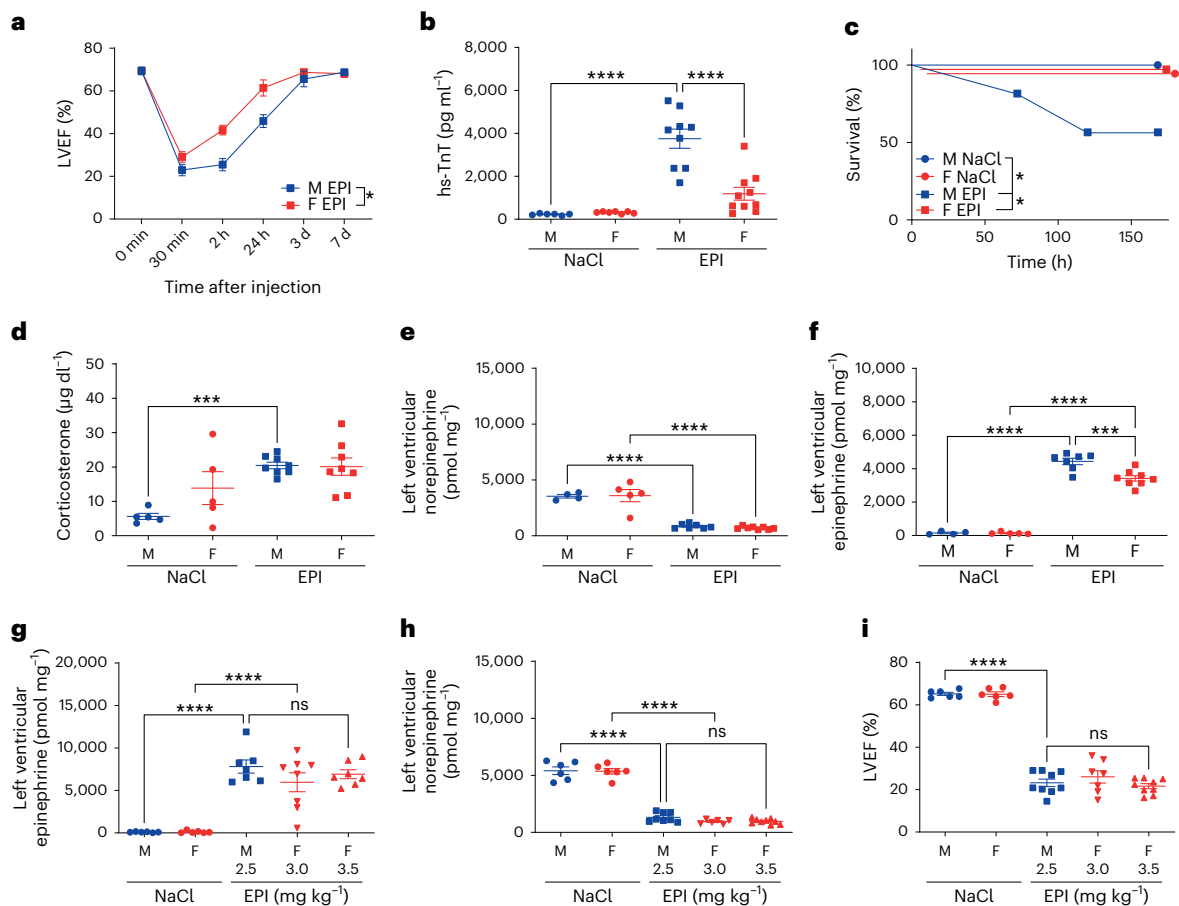 a
LVEF (%)
80
60
40
20
0
0 min
30 min
2 h
24 h
3 d
7 d
Time after injection
M EPI
F EPI
*
b
hs-TnT (pg ml⁻¹)
8,000
6,000
4,000
2,000
0
**** ****
M F M F
NaCl EPI
c
Survival (%)
100
50
0
0 50 100 150
Time (h)
M NaCl
F NaCl
M EPI
F EPI
*
*
d
Corticosterone (µg dl⁻¹)
50
40
30
20
10
0
***
M F M F
NaCl EPI
e
Left ventricular
norepinephrine
(pmol mg⁻¹)
15,000
10,000
5,000
0
****
****
M F M F
NaCl EPI
f
Left ventricular
epinephrine (pmol mg⁻¹)
10,000
8,000
6,000
4,000
2,000
0
****
**** ***
M F M F
NaCl EPI
g
Left ventricular
epinephrine (pmol mg⁻¹)
20,000
15,000
10,000
5,000
0
****
**** ns
M F M F F
2.5 3.0 3.5
NaCl EPI (mg kg⁻¹)
h
Left ventricular
norepinephrine
(pmol mg⁻¹)
15,000
10,000
5,000
0
****
**** ns
M F M F F
2.5 3.0 3.5
NaCl EPI (mg kg⁻¹)
i
LVEF (%)
80
60
40
20
0
****
ns
M F M F F
2.5 3.0 3.5
NaCl EPI (mg kg⁻¹)